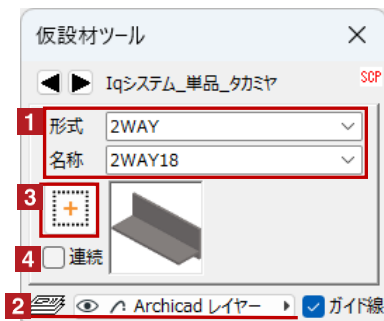 仮設材ツール
Iqシステム_単品_タカミヤ
SCP
1
形式 2WAY
名称 2WAY18
3
4 連続
2 Archicad レイヤー ガイド線